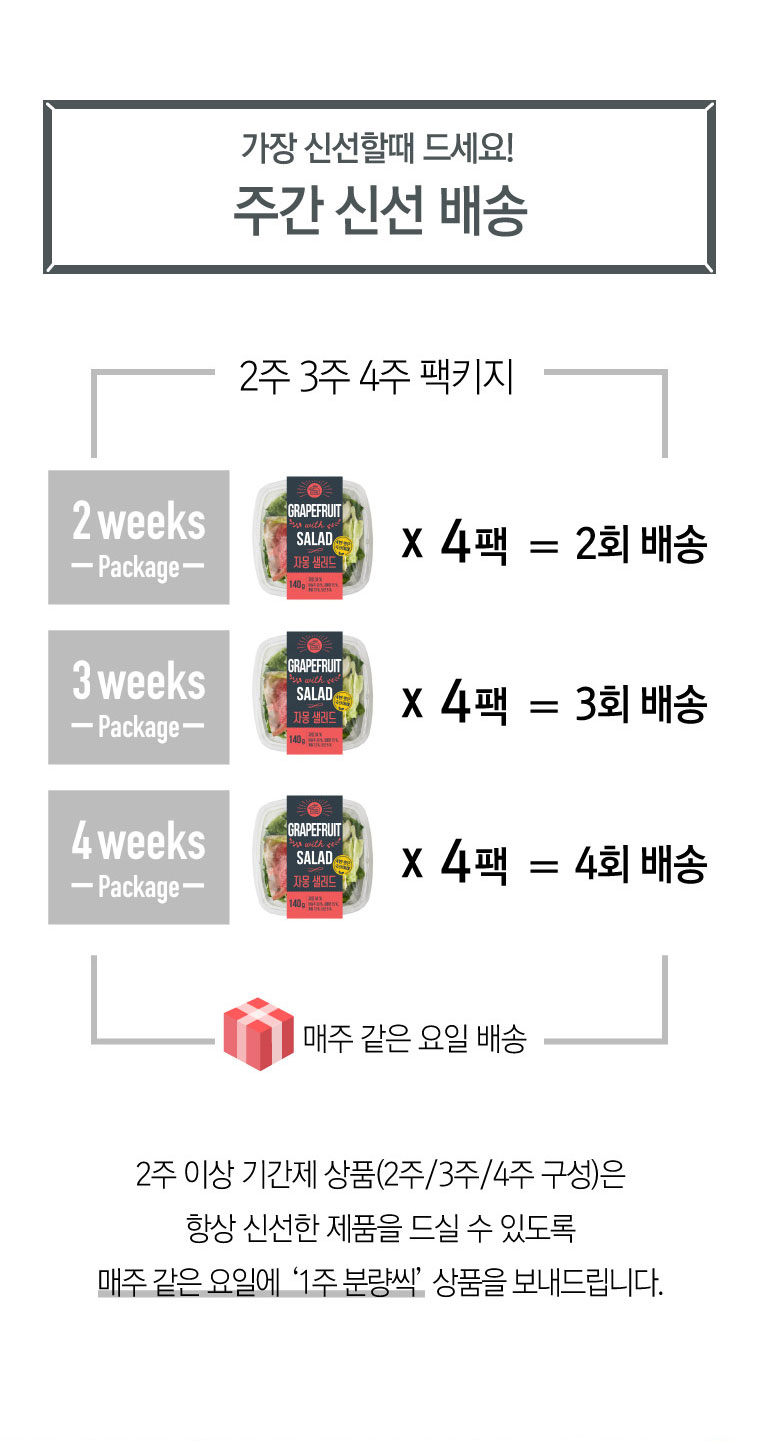 가장 신선할때 드세요!
주간 신선 배송
2주 3주 4주 팩키지
2 weeks
Package
GRAPEFRUIT
with
SALAD
자몽 샐러드
140g
x 4팩 = 2회 배송
3 weeks
Package
GRAPEFRUIT
with
SALAD
자몽 샐러드
140g
x 4팩 = 3회 배송
4 weeks
Package
GRAPEFRUIT
with
SALAD
자몽 샐러드
140g
x 4팩 = 4회 배송
매주 같은 요일 배송
2주 이상 기간제 상품(2주/3주/4주 구성)은
항상 신선한 제품을 드실 수 있도록
매주 같은 요일에 ‘1주 분량씩’ 상품을 보내드립니다.